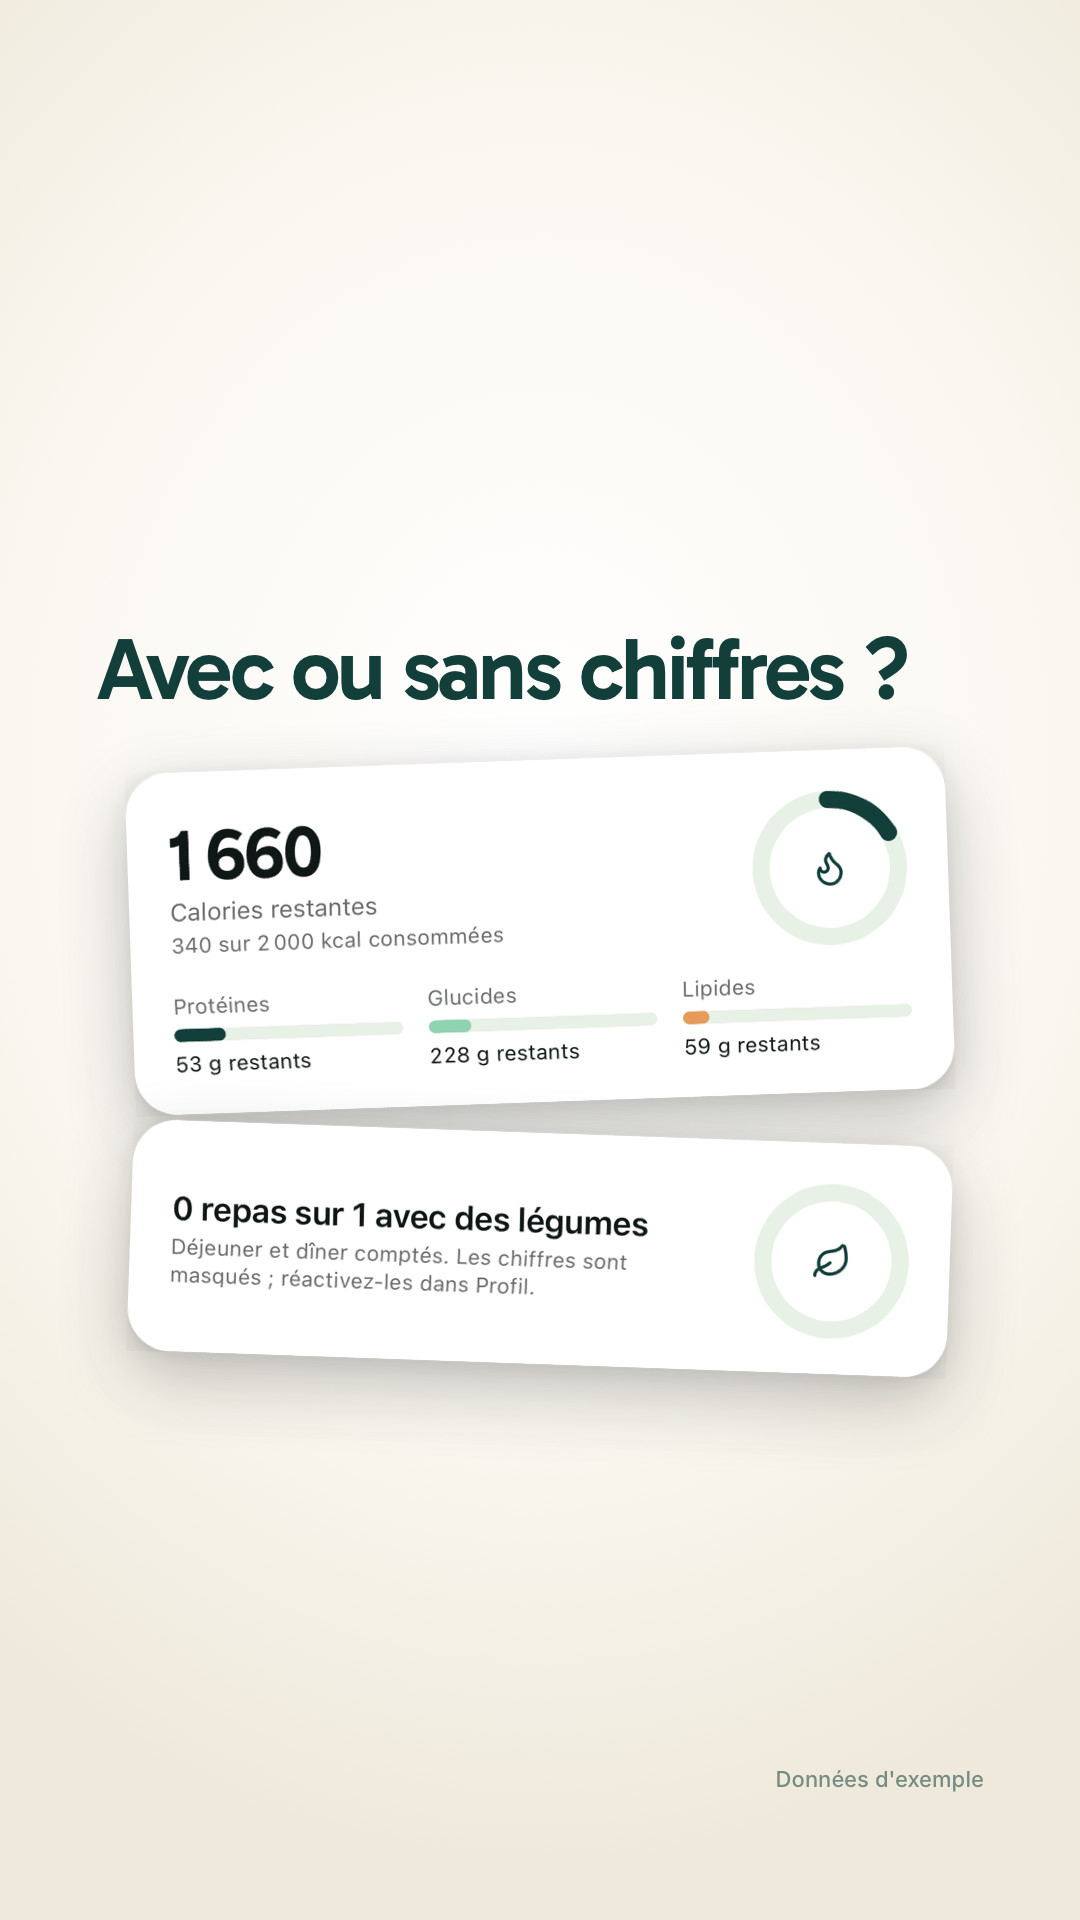 Avec ou sans chiffres ?
1 660
Calories restantes
340 sur 2 000 kcal consommées
Protéines
53 g restants
Glucides
228 g restants
Lipides
59 g restants
0 repas sur 1 avec des légumes
Déjeuner et dîner comptés. Les chiffres sont
masqués ; réactivez-les dans Profil.
Données d'exemple